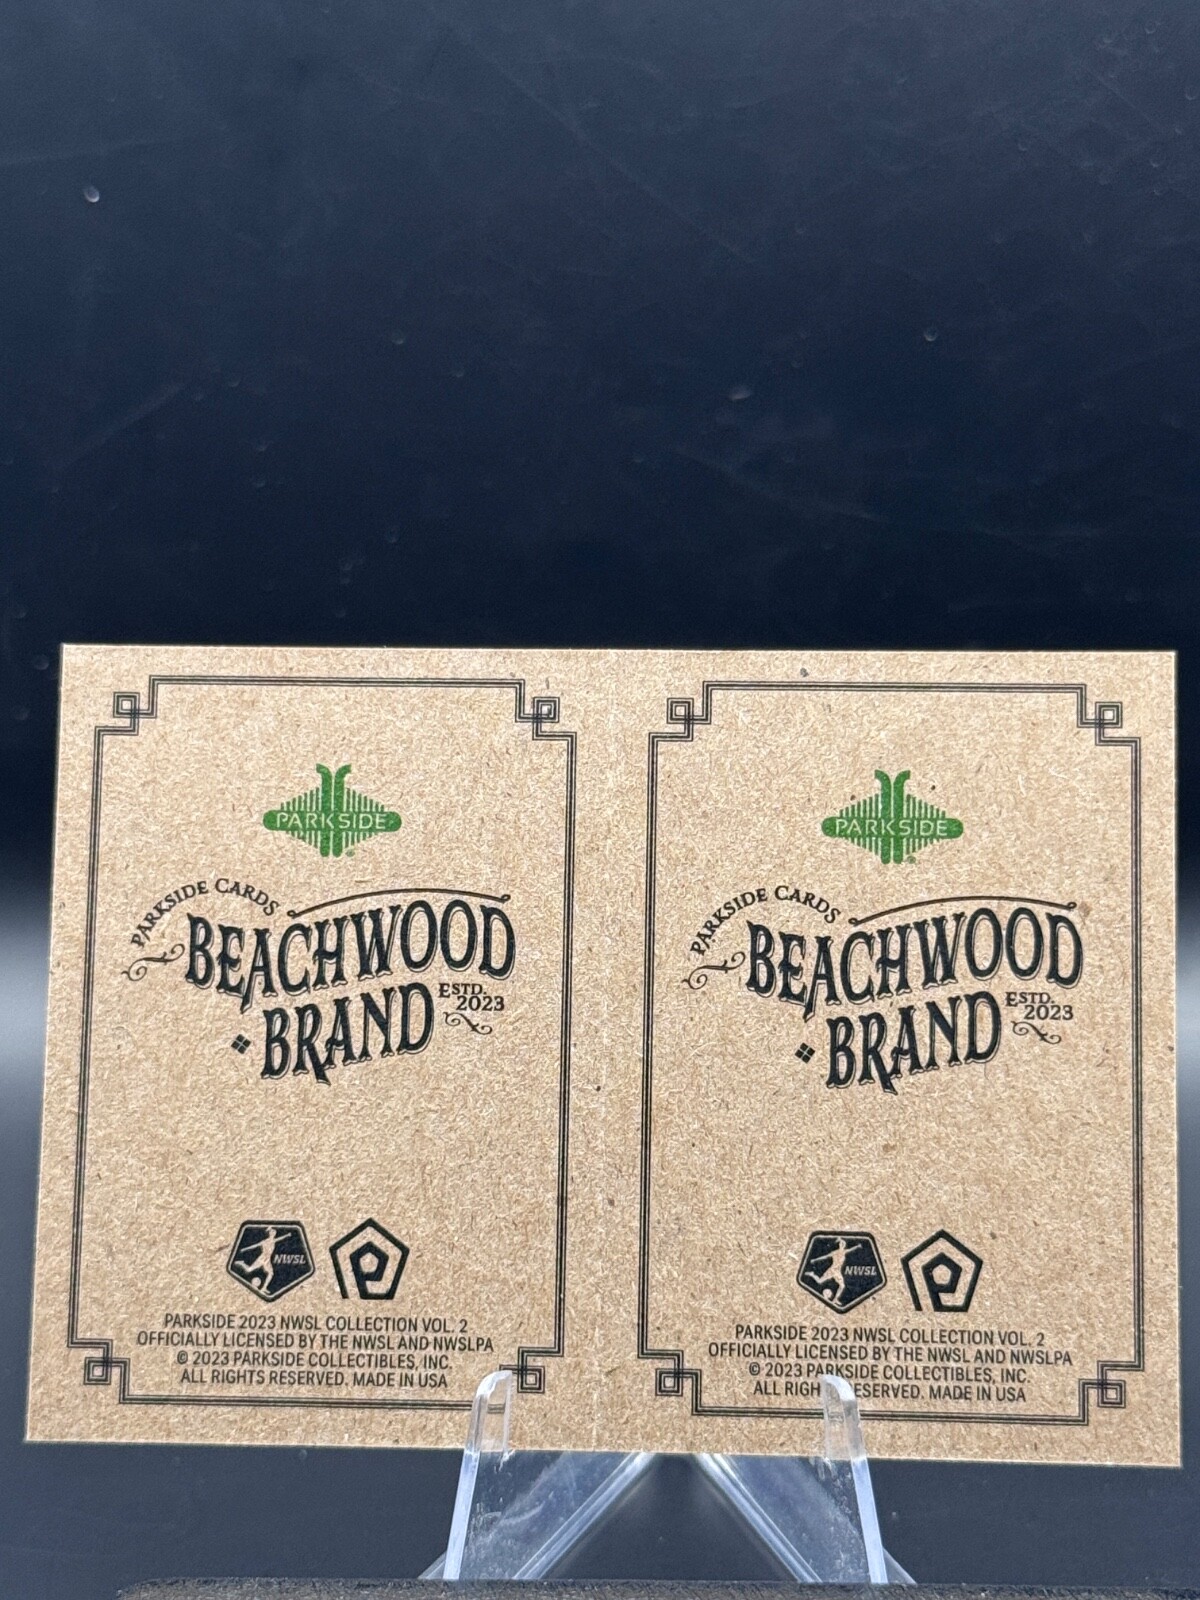 PARKSIDE
PARKSIDE CARDS
BEACHWOOD
BRAND
ESTD.
2023
NWSL
PARKSIDE 2023 NWSL COLLECTION VOL. 2
OFFICIALLY LICENSED BY THE NWSL AND NWSLPA
© 2023 PARKSIDE COLLECTIBLES, INC.
ALL RIGHTS RESERVED. MADE IN USA
PARKSIDE
PARKSIDE CARDS
BEACHWOOD
BRAND
ESTD.
2023
NWSL
PARKSIDE 2023 NWSL COLLECTION VOL. 2
OFFICIALLY LICENSED BY THE NWSL AND NWSLPA
© 2023 PARKSIDE COLLECTIBLES, INC.
ALL RIGHTS RESERVED. MADE IN USA